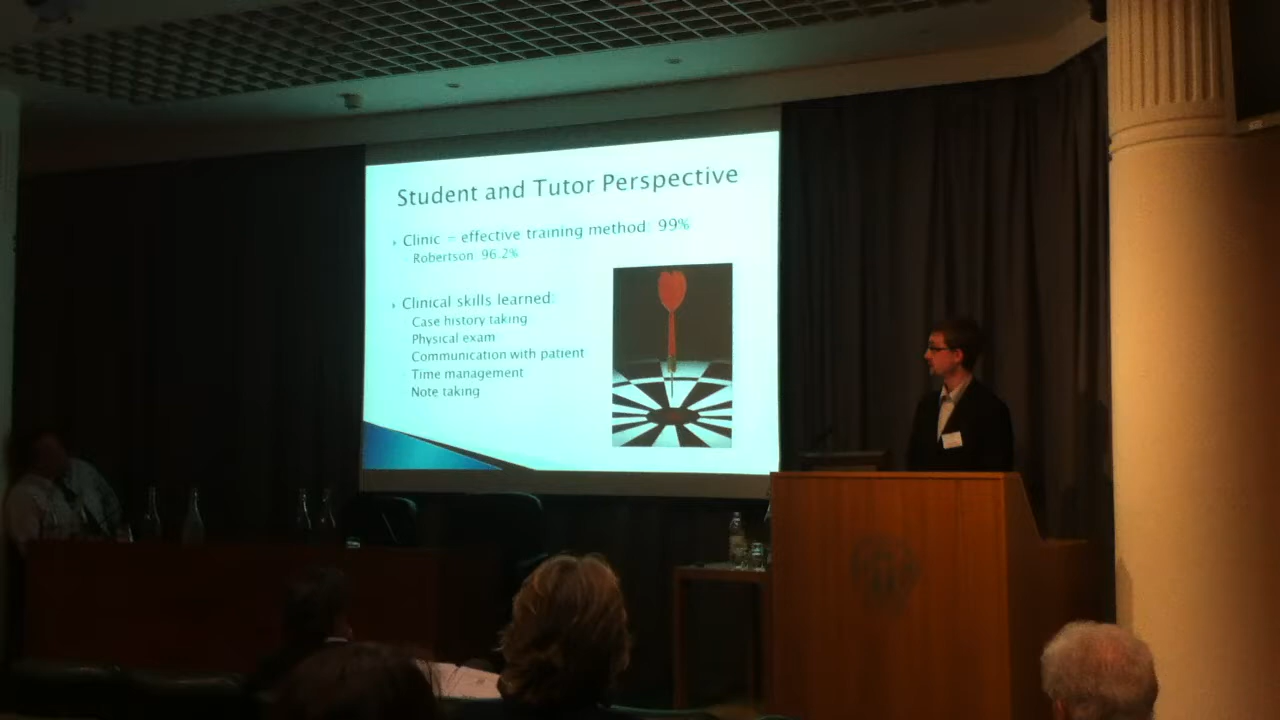 Student and Tutor Perspective
Clinic = effective training method: 99%
Robertson: 96.2%
Clinical skills learned:
Case history taking
Physical exam
Communication with patient
Time management
Note taking